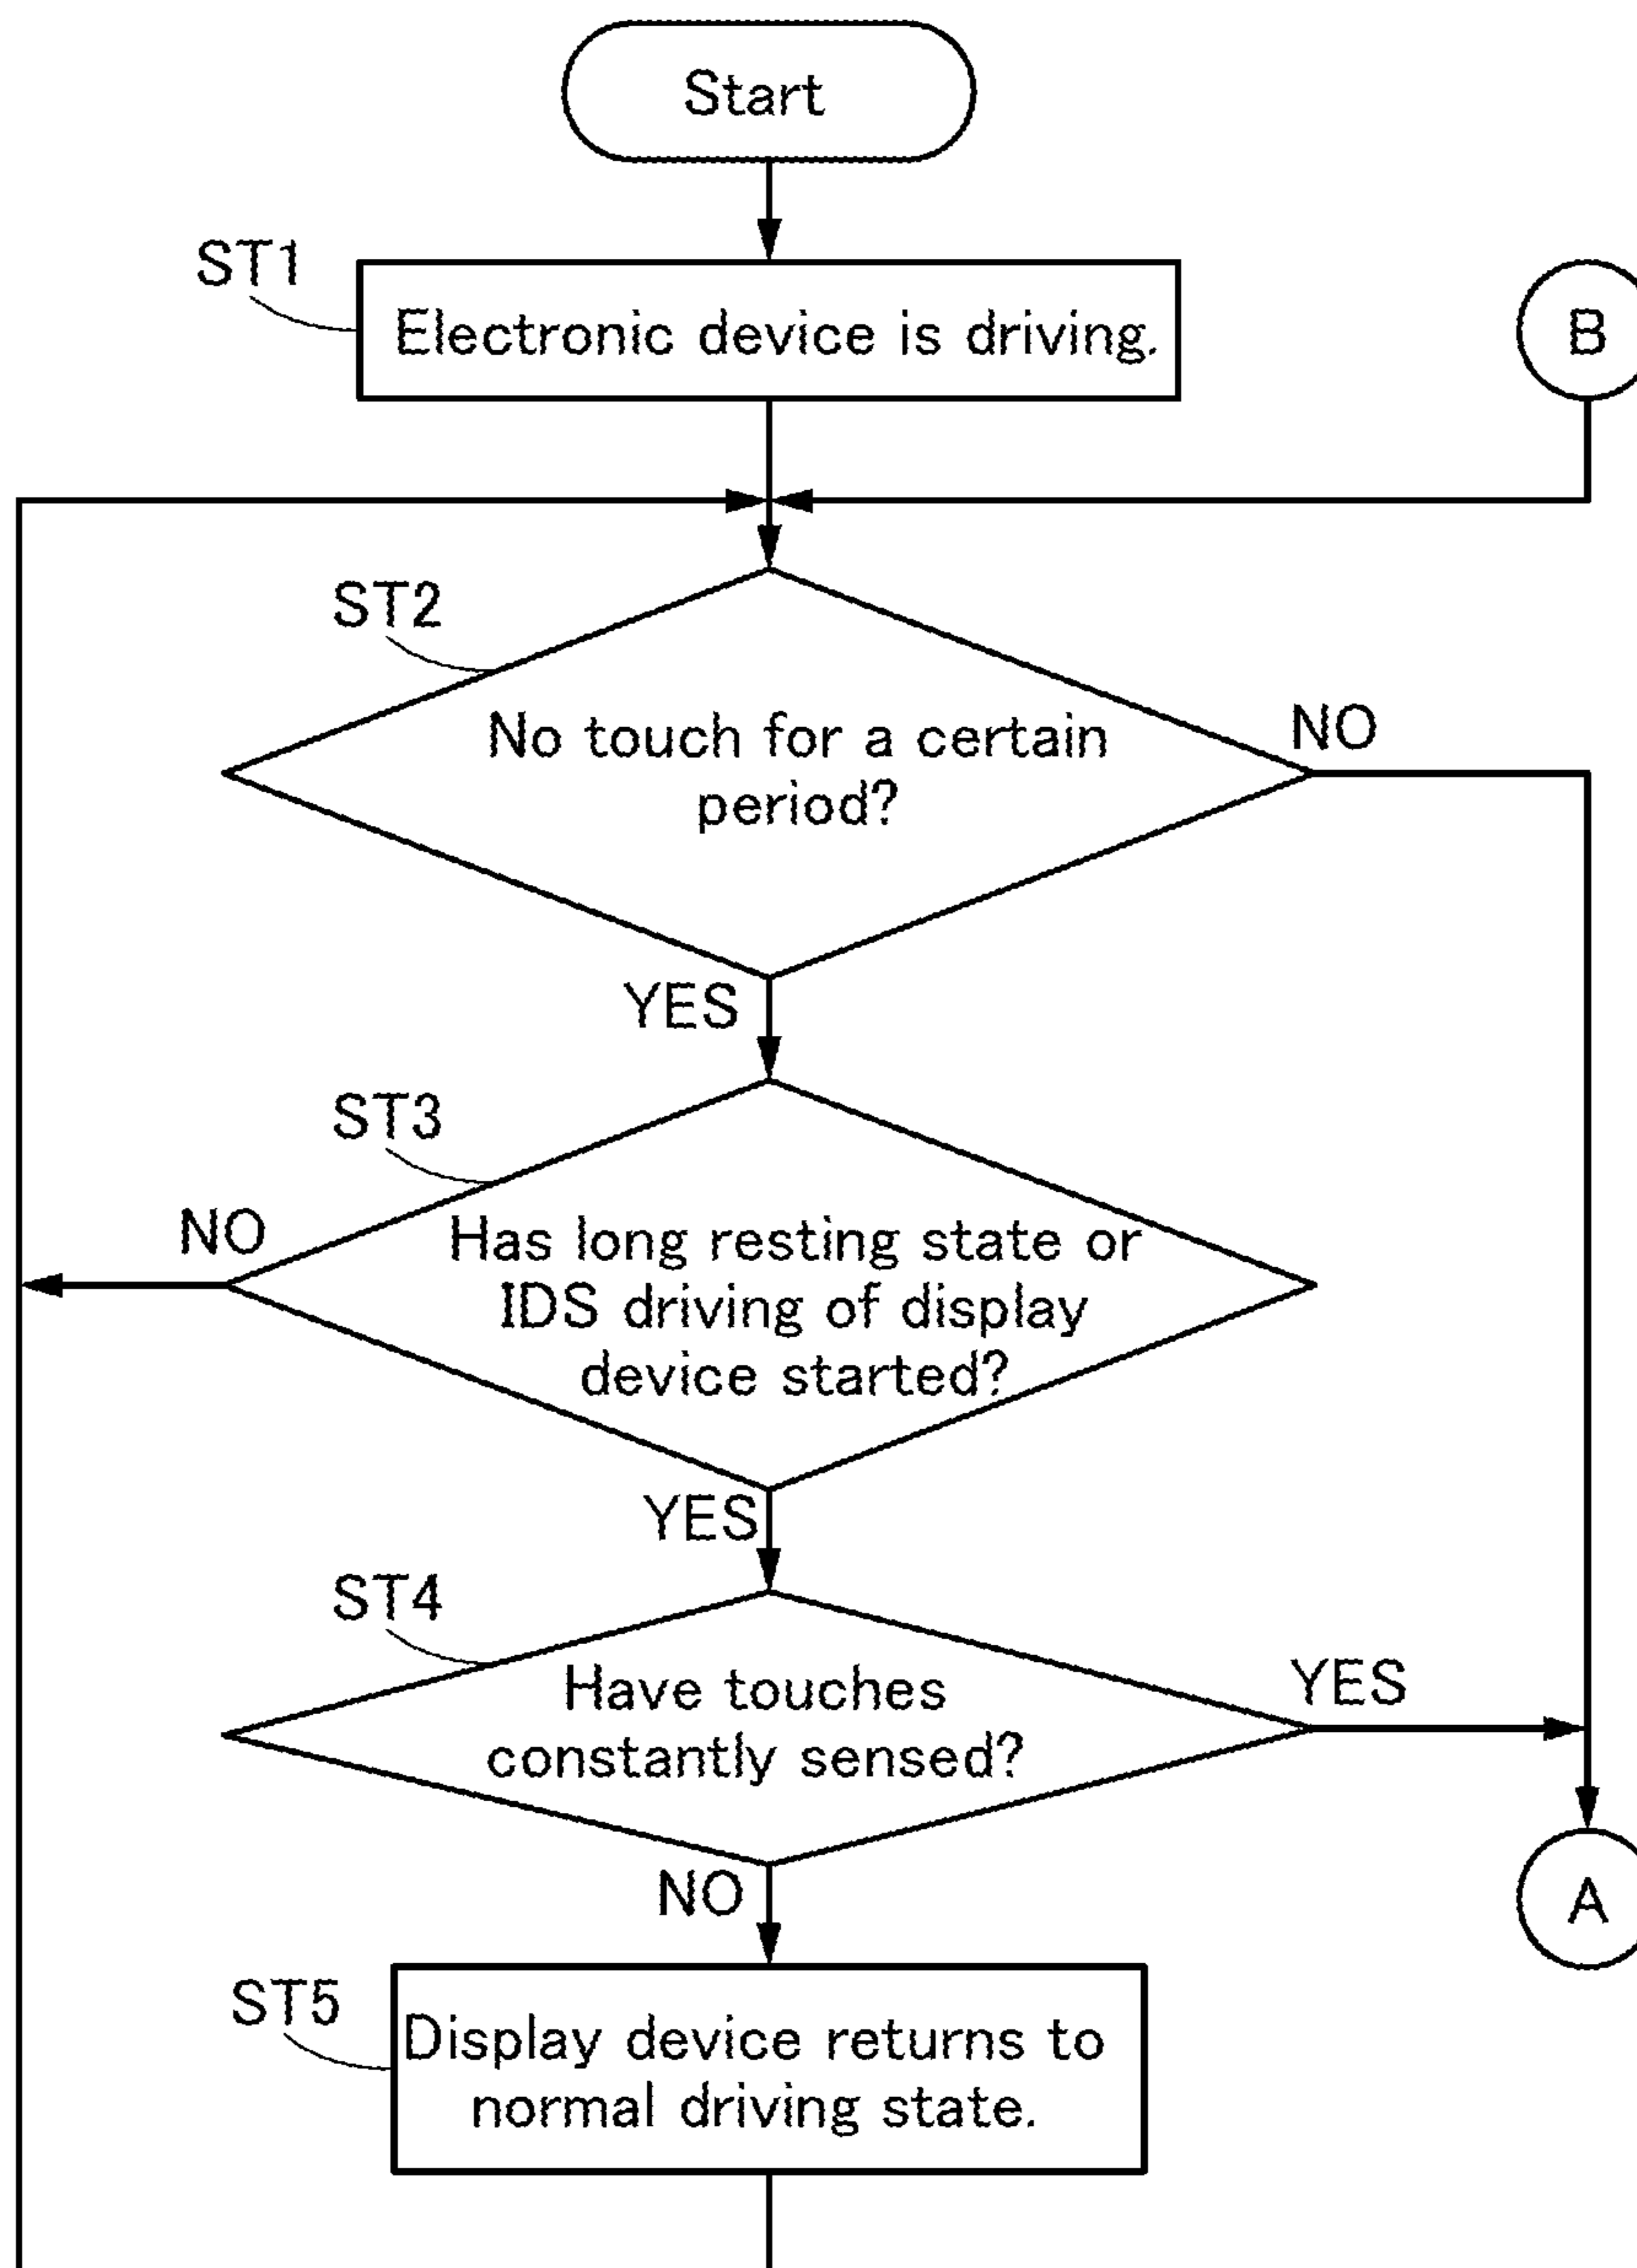 Start
ST1
Electronic device is driving.
B
ST2
No touch for a certain
period?
NO
YES
ST3
NO
Has long resting state or
IDS driving of display
device started?
YES
ST4
Have touches
constantly sensed?
YES
NO
A
ST5
Display device returns to
normal driving state.